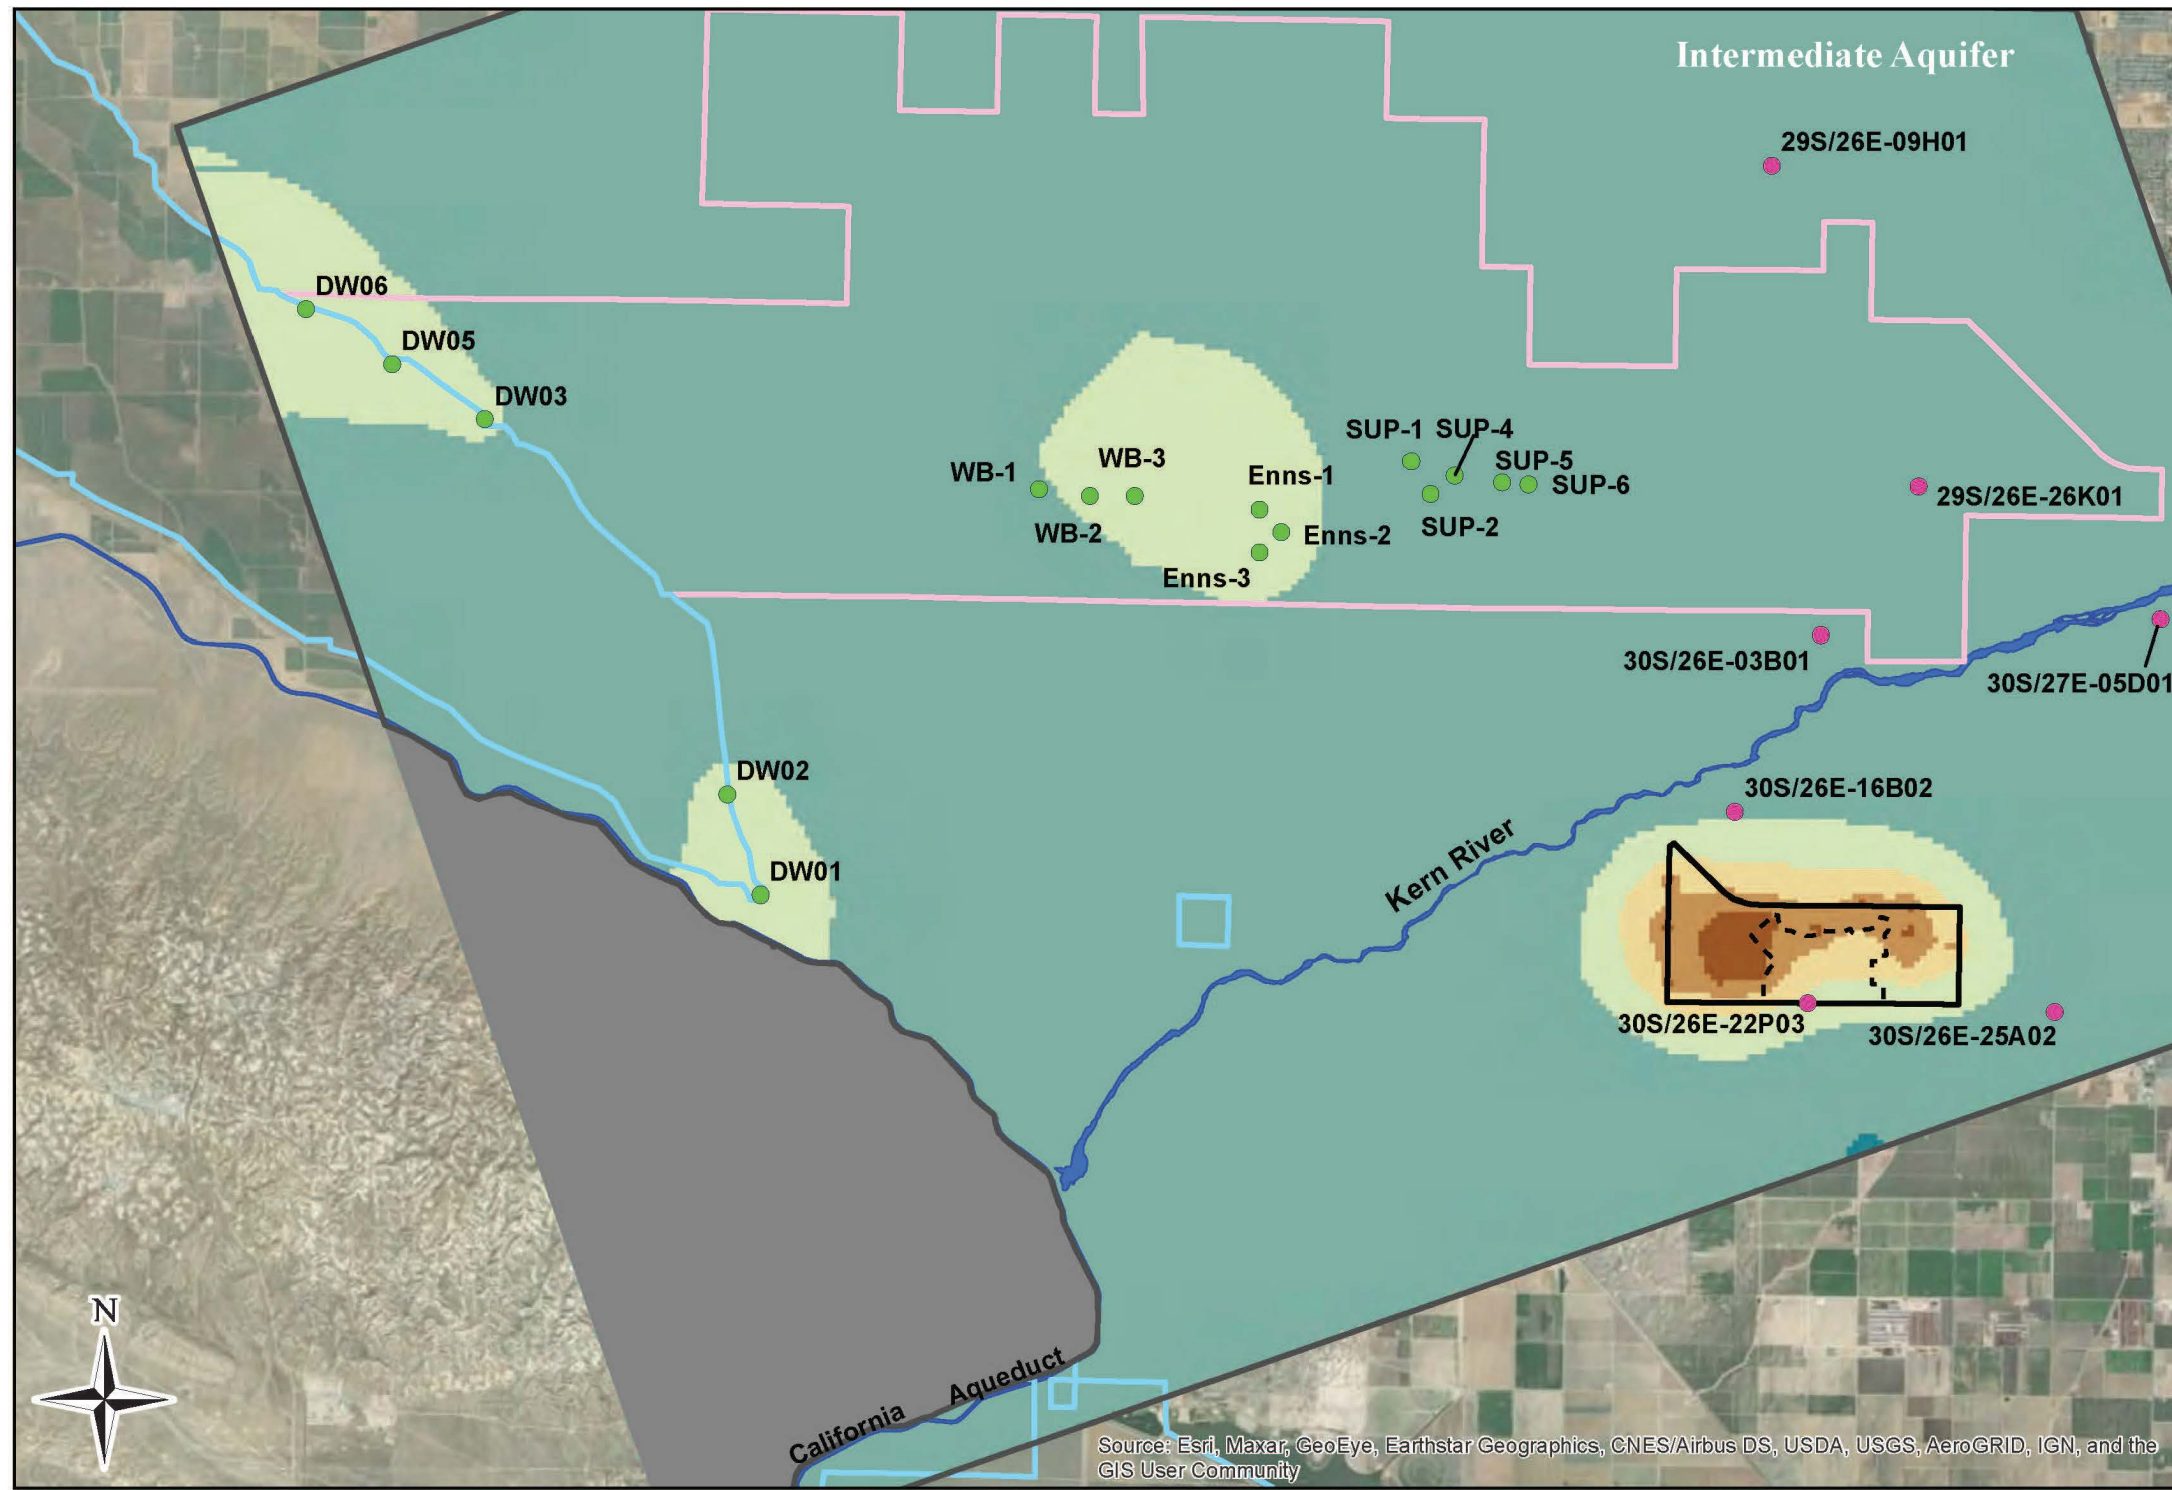 Intermediate Aquifer
29S/26E-09H01
DW06
DW05
DW03
SUP-1
SUP-4
WB-3
WB-1
Enns-1
SUP-5
SUP-6
29S/26E-26K01
WB-2
Enns-2
SUP-2
Enns-3
30S/26E-03B01
30S/27E-05D01
DW02
30S/26E-16B02
DW01
Kern River
30S/26E-22P03
30S/26E-25A02
N
California Aqueduct
Source: Esri, Maxar, GeoEye, Earthstar Geographics, CNES/Airbus DS, USDA, USGS, AeroGRID, IGN, and the
GIS User Community